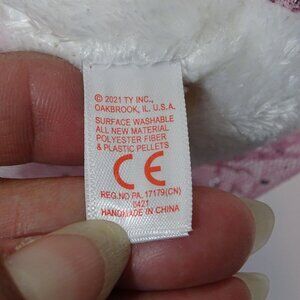 © 2021 TY INC.,
OAKBROOK, IL. U.S.A.
SURFACE WASHABLE
ALL NEW MATERIAL
POLYESTER FIBER
& PLASTIC PELLETS
CE
REG.NO PA. 17179(CN)
0421
HANDMADE IN CHINA